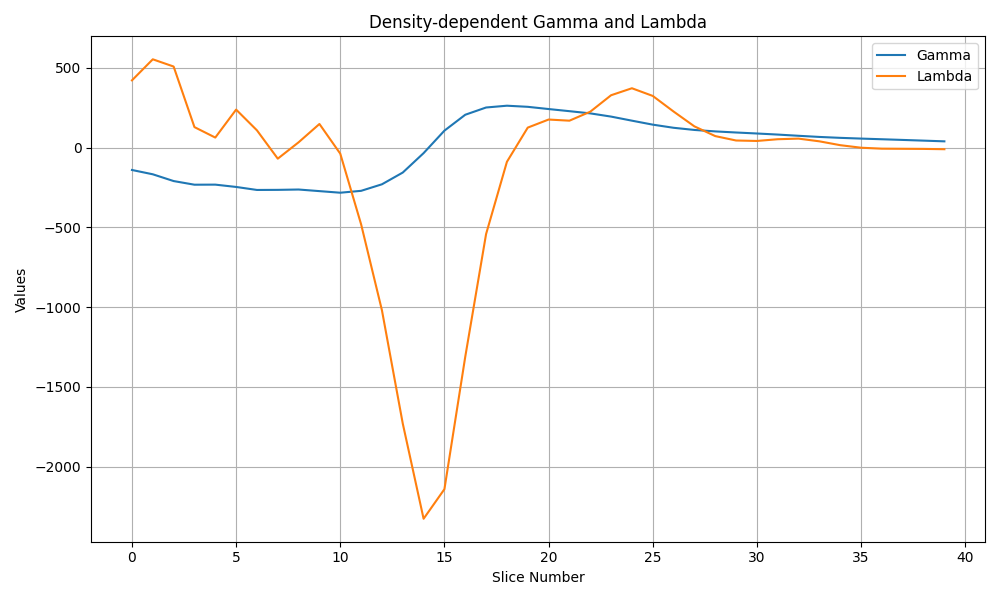 Density-dependent Gamma and Lambda
Gamma
Lambda
Values
500
0
−500
−1000
−1500
−2000
0 5 10 15 20 25 30 35 40
Slice Number